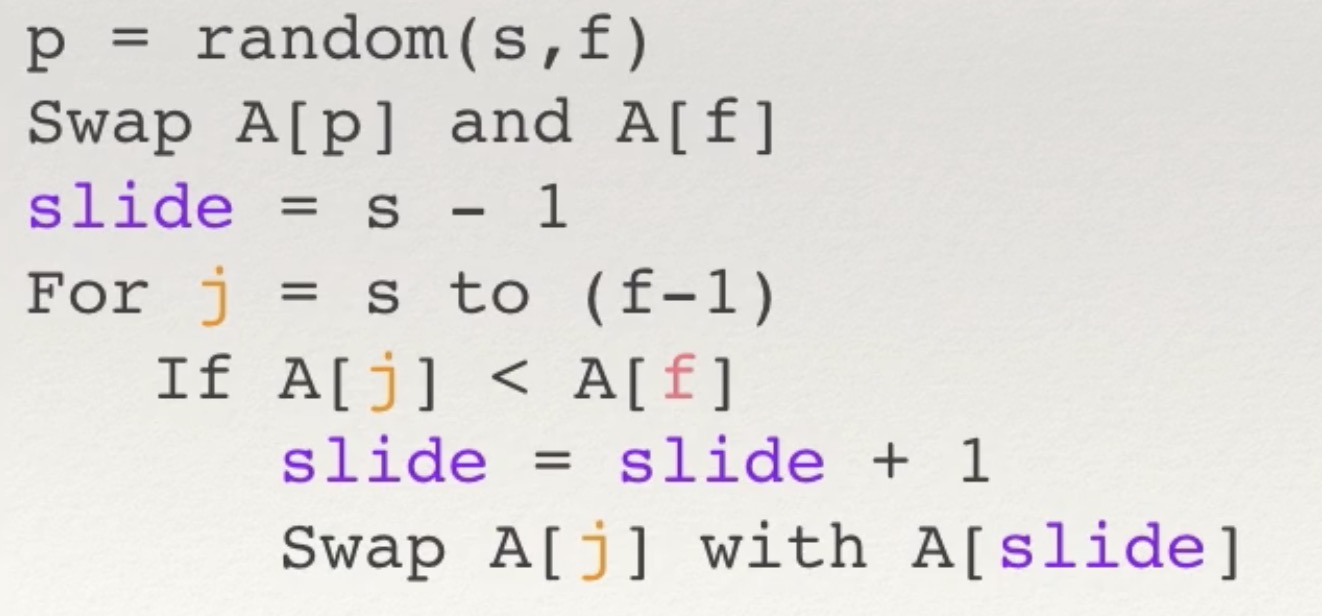 p = random(s,f)
Swap A[p] and A[f]
slide = s - 1
For j = s to (f-1)
If A[j] < A[f]
slide = slide + 1
Swap A[j] with A[slide]